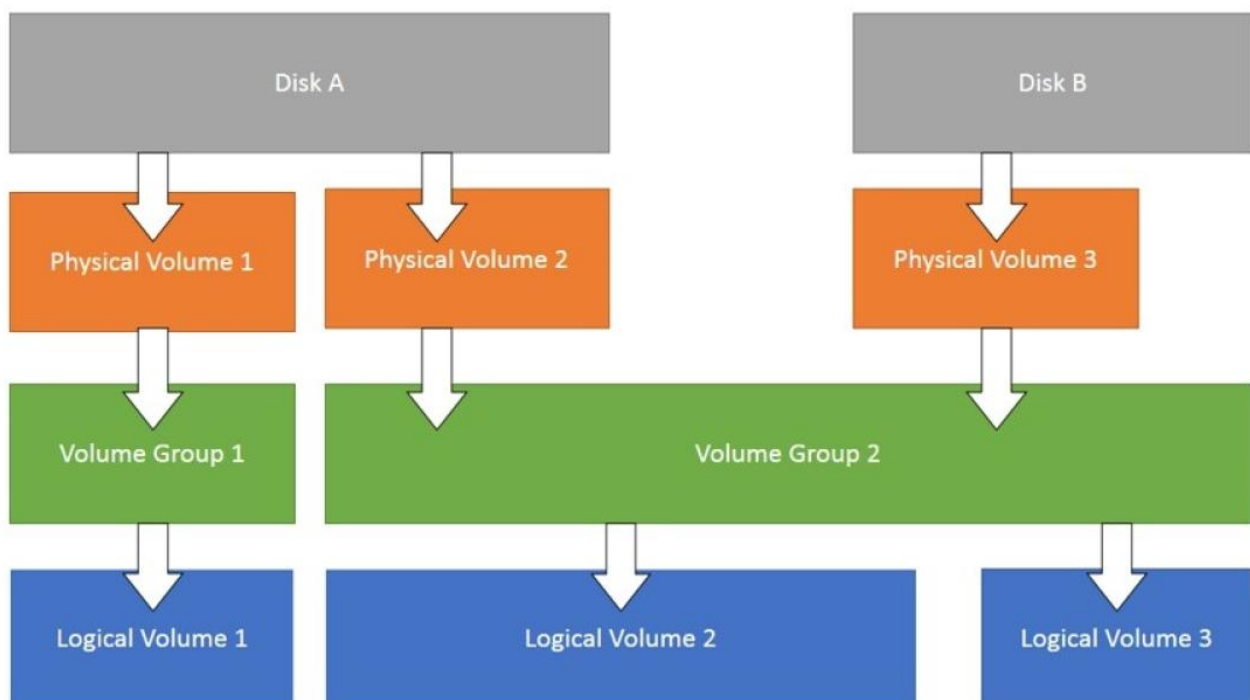 Disk A
Disk B
Physical Volume 1
Physical Volume 2
Physical Volume 3
Volume Group 1
Volume Group 2
Logical Volume 1
Logical Volume 2
Logical Volume 3